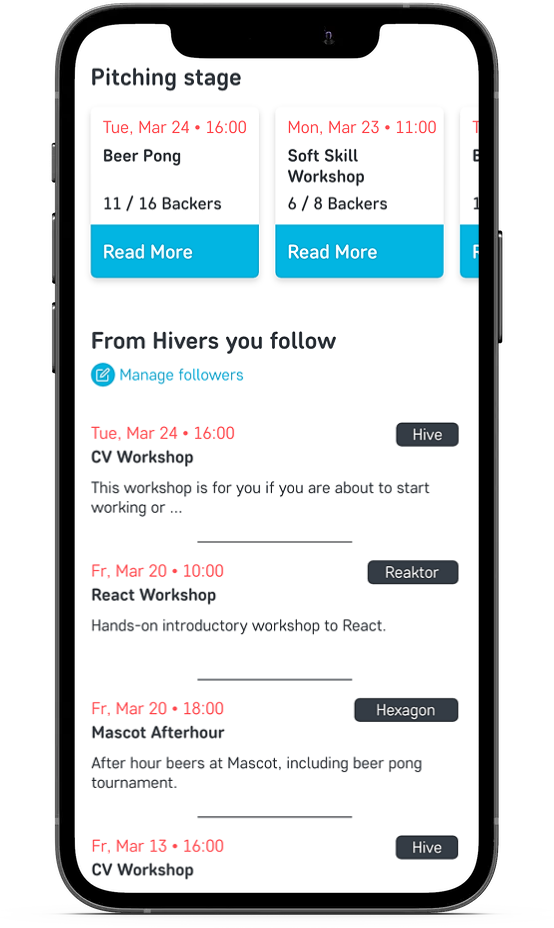 Pitching stage
Tue, Mar 24 • 16:00
Beer Pong
11 / 16 Backers
Read More
Mon, Mar 23 • 11:00
Soft Skill
Workshop
6 / 8 Backers
Read More
From Hivers you follow
Manage followers
Tue, Mar 24 • 16:00
Hive
CV Workshop
This workshop is for you if you are about to start
working or ...
Fr, Mar 20 • 10:00
Reaktor
React Workshop
Hands-on introductory workshop to React.
Fr, Mar 20 • 18:00
Hexagon
Mascot Afterhour
After hour beers at Mascot, including beer pong
tournament.
Fr, Mar 13 • 16:00
Hive
CV Workshop